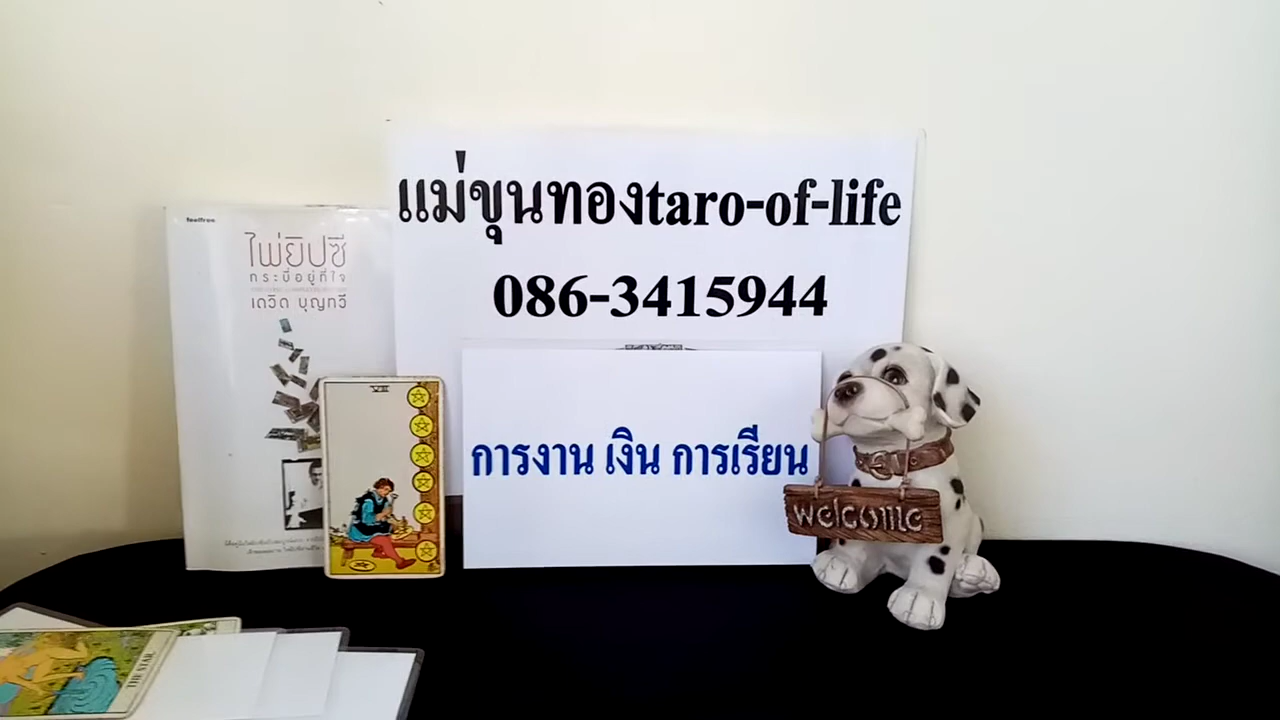 แม่ขุนทองtaro-of-life
086-3415944
การงาน เงิน การเรียน
feelfree
ไพ่ยิปซี
กระบี่อยู่ที่ใจ
เดวิด บุญทวี
VIII
welcome
THE STAR.